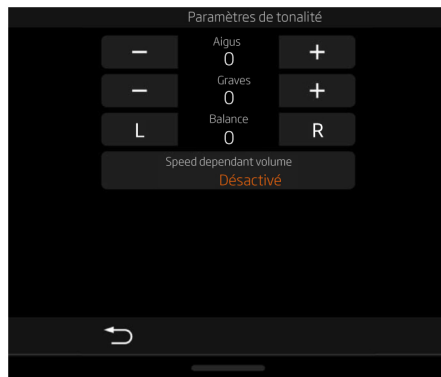 Paramètres de tonalité
Aigus
− 0 +
Graves
− 0 +
Balance
L 0 R
Speed dependant volume
Désactivé